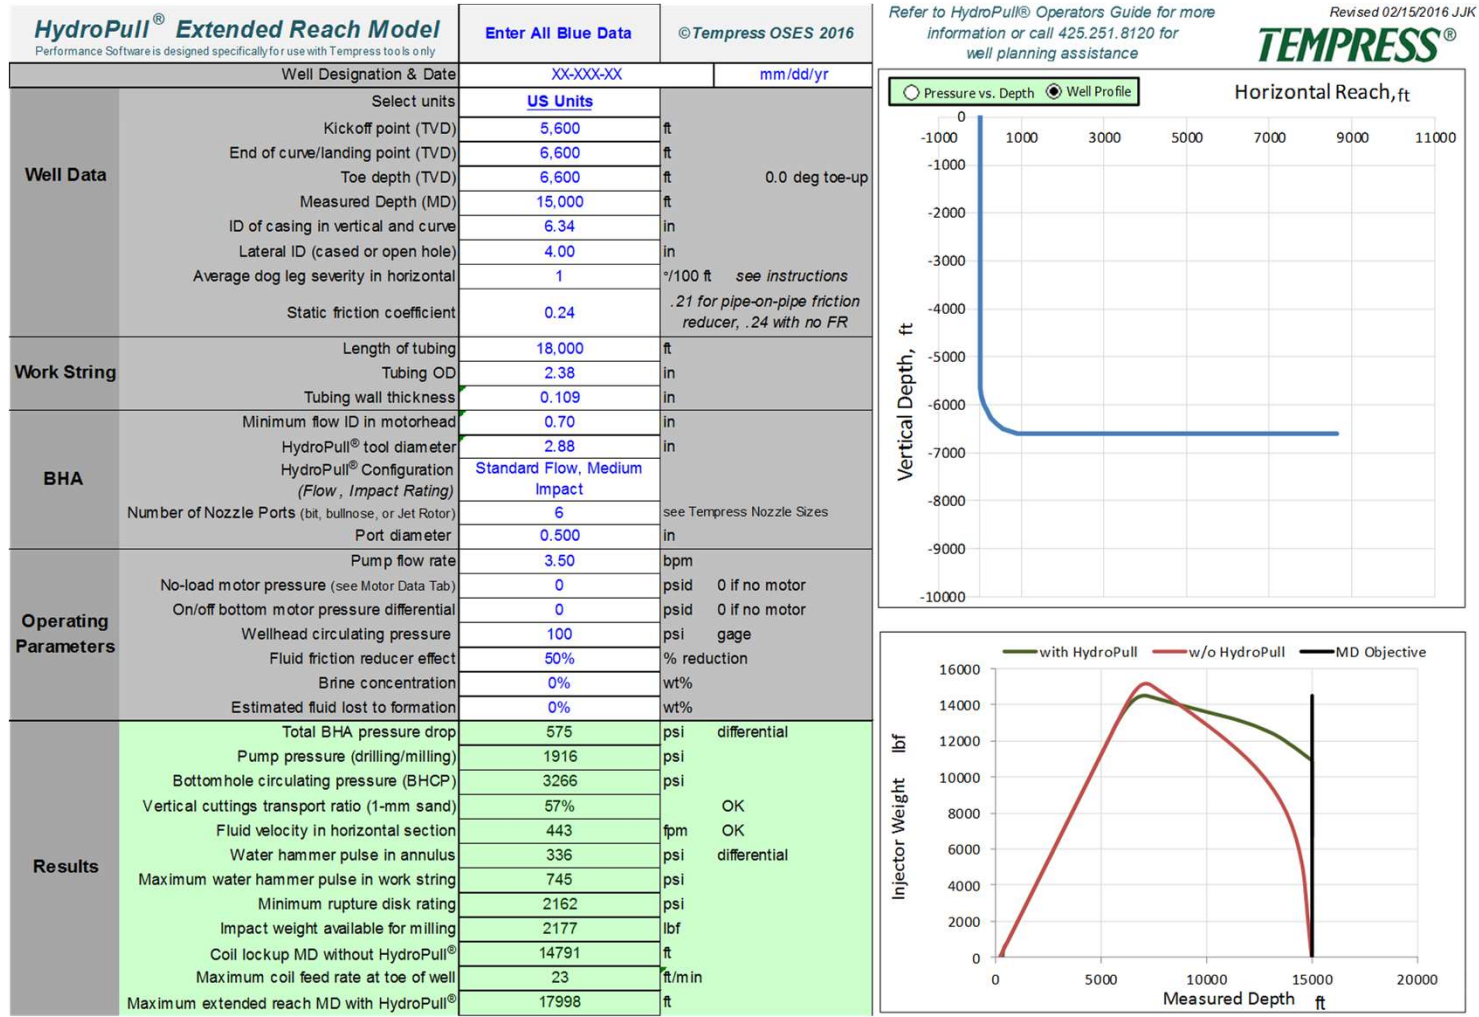 HydroPull® Extended Reach Model
Performance Software is designed specifically for use with Tempress tools only
Enter All Blue Data
©Tempress OSES 2016
Well Designation & Date XX-XXX-XX mm/dd/yr
Well Data
Select units US Units
Kickoff point (TVD) 5,600 ft
End of curve/landing point (TVD) 6,600 ft
Toe depth (TVD) 6,600 ft 0.0 deg toe-up
Measured Depth (MD) 15,000 ft
ID of casing in vertical and curve 6.34 in
Lateral ID (cased or open hole) 4.00 in
Average dog leg severity in horizontal 1 °/100 ft see instructions
Static friction coefficient 0.24 .21 for pipe-on-pipe friction
reducer, .24 with no FR
Work String
Length of tubing 18,000 ft
Tubing OD 2.38 in
Tubing wall thickness 0.109 in
BHA
Minimum flow ID in motorhead 0.70 in
HydroPull® tool diameter 2.88 in
HydroPull® Configuration Standard Flow, Medium
(Flow, Impact Rating) Impact
Number of Nozzle Ports (bit, bullnose, or Jet Rotor) 6 see Tempress Nozzle Sizes
Port diameter 0.500 in
Operating
Parameters
Pump flow rate 3.50 bpm
No-load motor pressure (see Motor Data Tab) 0 psid 0 if no motor
On/off bottom motor pressure differential 0 psid 0 if no motor
Wellhead circulating pressure 100 psi gage
Fluid friction reducer effect 50% % reduction
Brine concentration 0% wt%
Estimated fluid lost to formation 0% wt%
Results
Total BHA pressure drop 575 psi differential
Pump pressure (drilling/milling) 1916 psi
Bottomhole circulating pressure (BHCP) 3266 psi
Vertical cuttings transport ratio (1-mm sand) 57% OK
Fluid velocity in horizontal section 443 fpm OK
Water hammer pulse in annulus 336 psi differential
Maximum water hammer pulse in work string 745 psi
Minimum rupture disk rating 2162 psi
Impact weight available for milling 2177 lbf
Coil lockup MD without HydroPull® 14791 ft
Maximum coil feed rate at toe of well 23 ft/min
Maximum extended reach MD with HydroPull® 17998 ft
Refer to HydroPull® Operators Guide for more
information or call 425.251.8120 for
well planning assistance
Revised 02/15/2016 JJK
TEMPRESS®
Pressure vs. Depth Well Profile
Horizontal Reach, ft
0
-1000 1000 3000 5000 7000 9000 11000
-1000
-2000
-3000
-4000
-5000
-6000
-7000
-8000
-9000
-10000
Vertical Depth, ft
with HydroPull w/o HydroPull MD Objective
16000
14000
12000
10000
8000
6000
4000
2000
0
Injector Weight lbf
0 5000 10000 15000 20000
Measured Depth ft